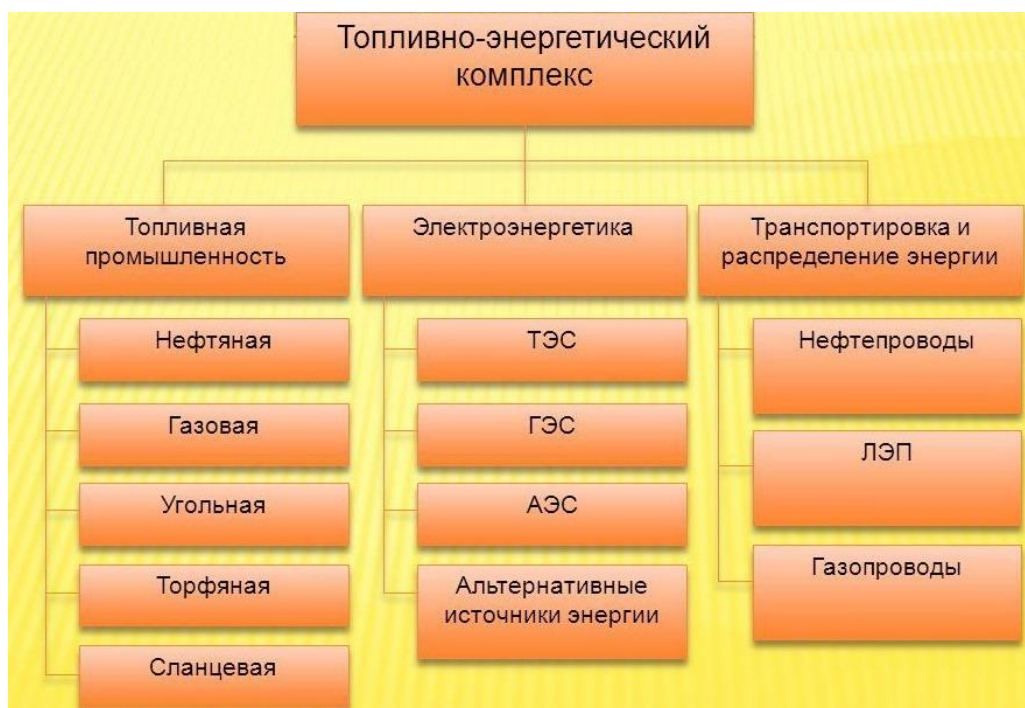 Топливно-энергетический
комплекс
Топливная
промышленность
Нефтяная
Газовая
Угольная
Торфяная
Сланцевая
Электроэнергетика
ТЭС
ГЭС
АЭС
Альтернативные
источники энергии
Транспортировка и
распределение энергии
Нефтепроводы
ЛЭП
Газопроводы